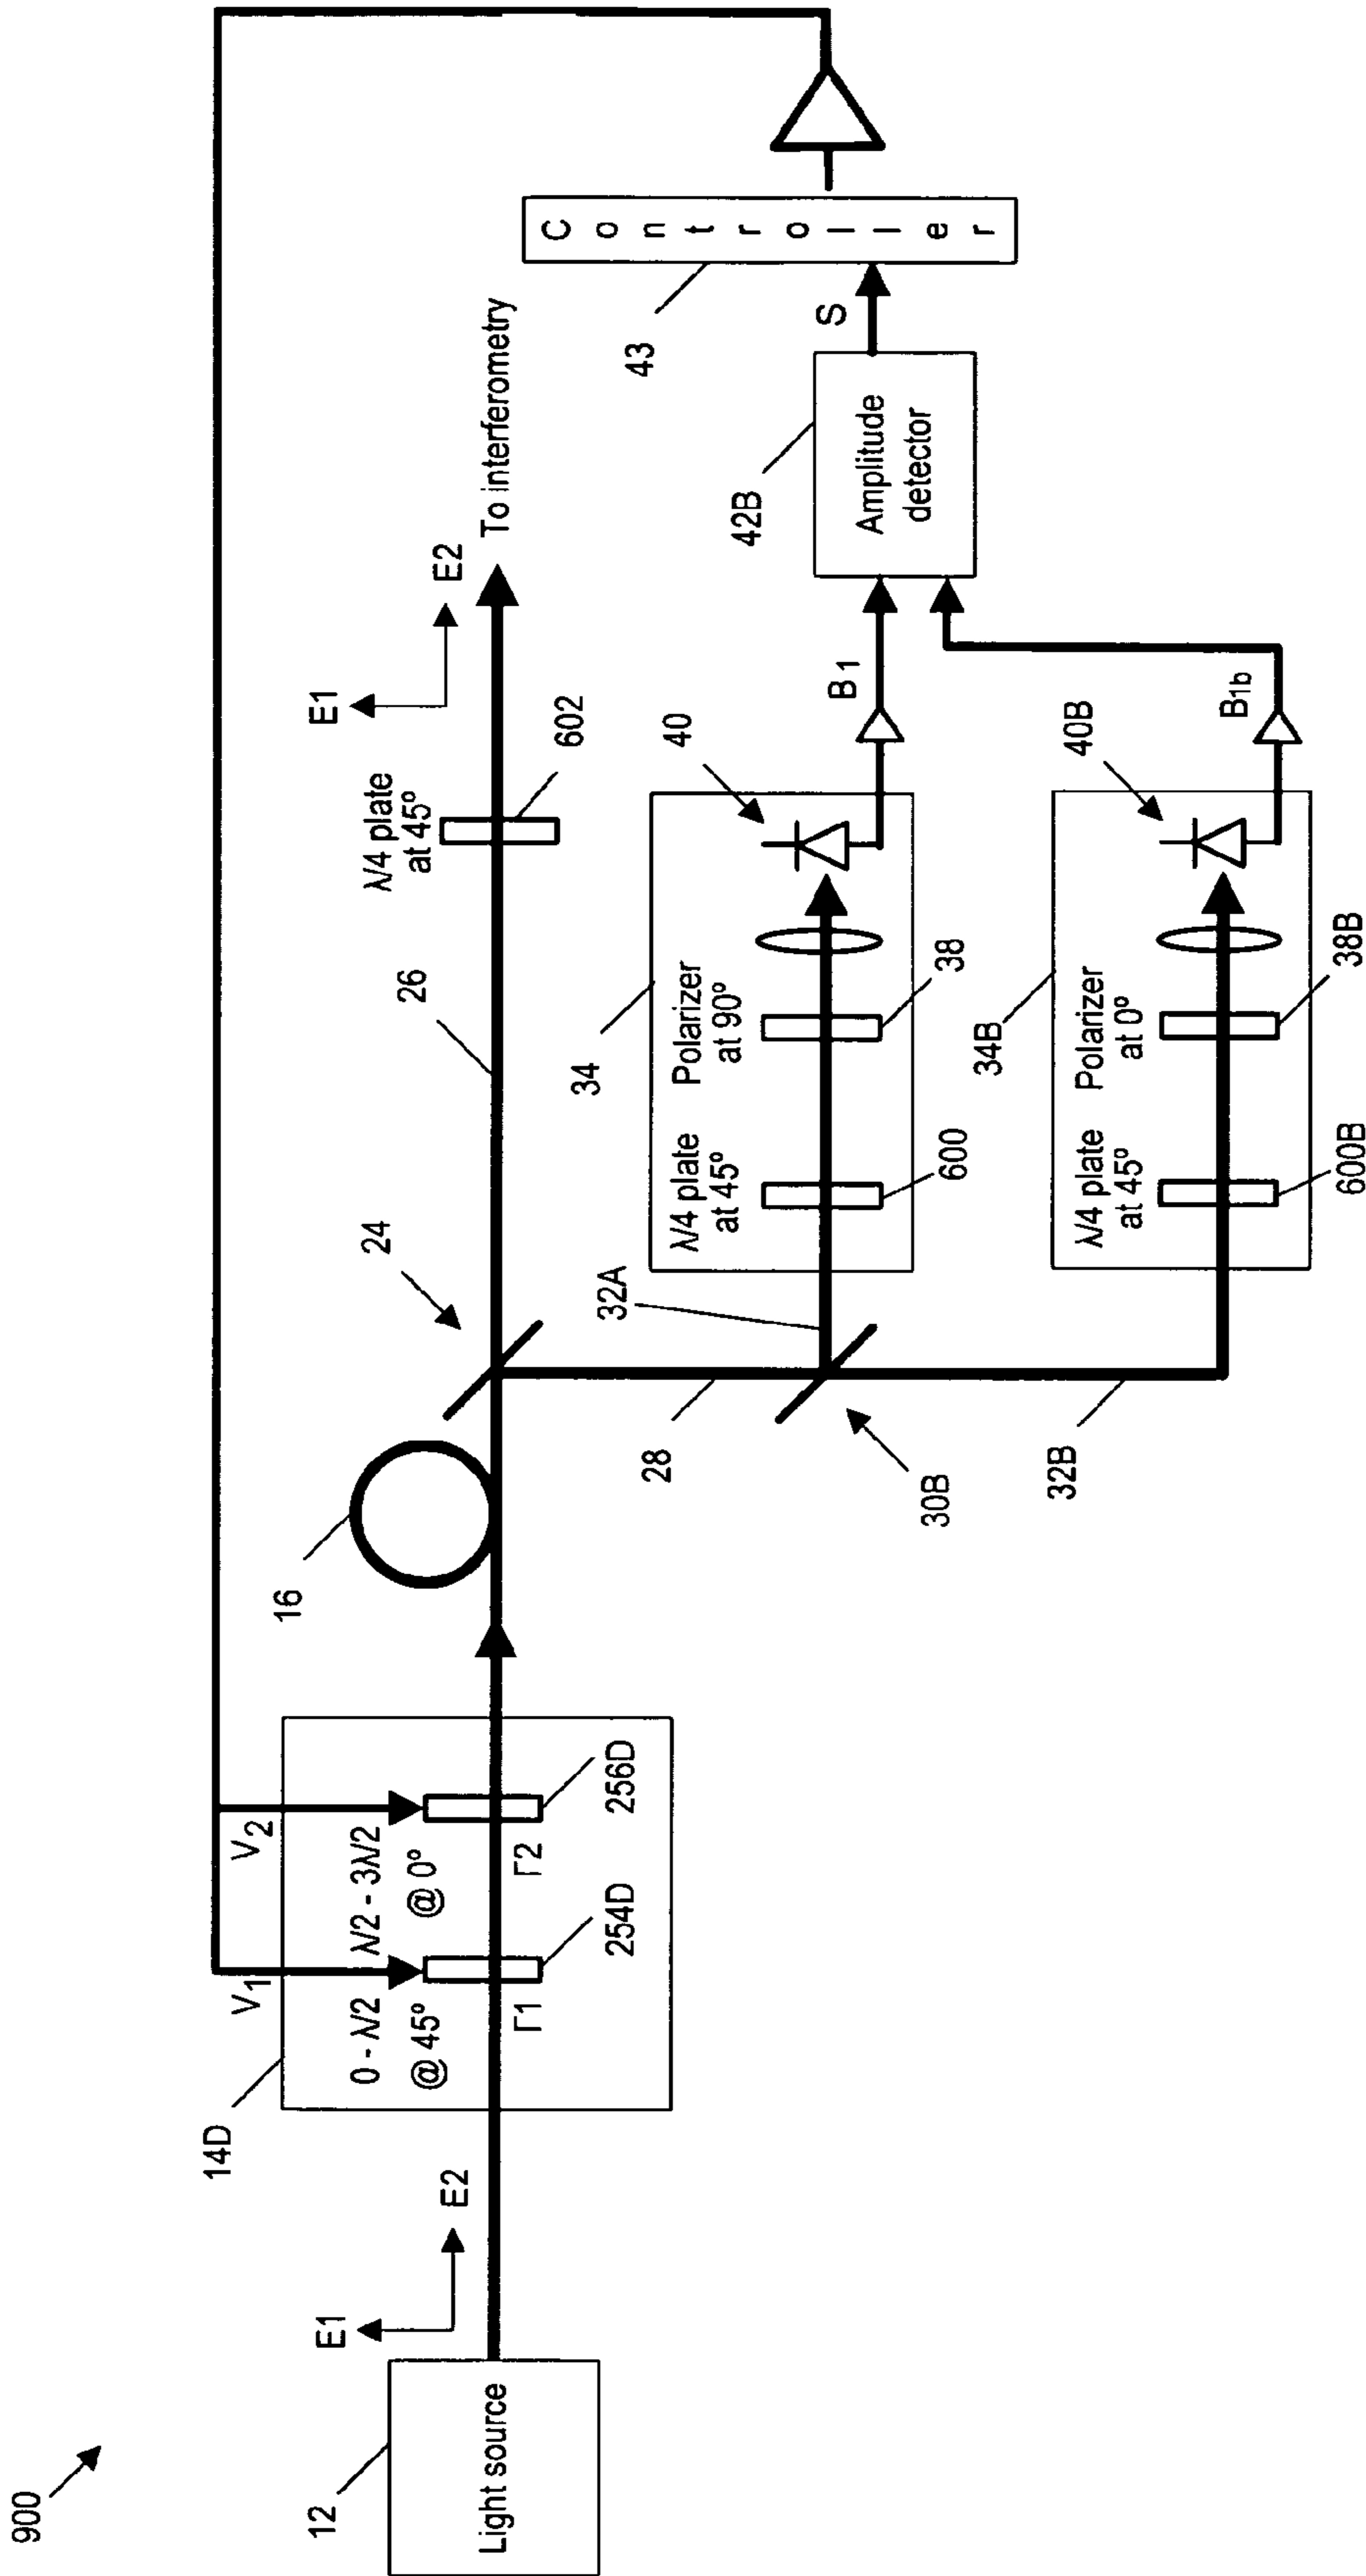 900
12
Light source
E1
E2
14D
V1
V2
0 - λ/2
@ 45°
λ/2 - 3λ/2
@ 0°
Γ1
Γ2
254D
256D
16
24
26
28
30B
32A
32B
λ/4 plate
at 45°
602
E1
E2
To interferometry
34
λ/4 plate
at 45°
Polarizer
at 90°
600
38
40
B1
34B
λ/4 plate
at 45°
Polarizer
at 0°
600B
38B
40B
B1b
42B
Amplitude
detector
S
43
Controller